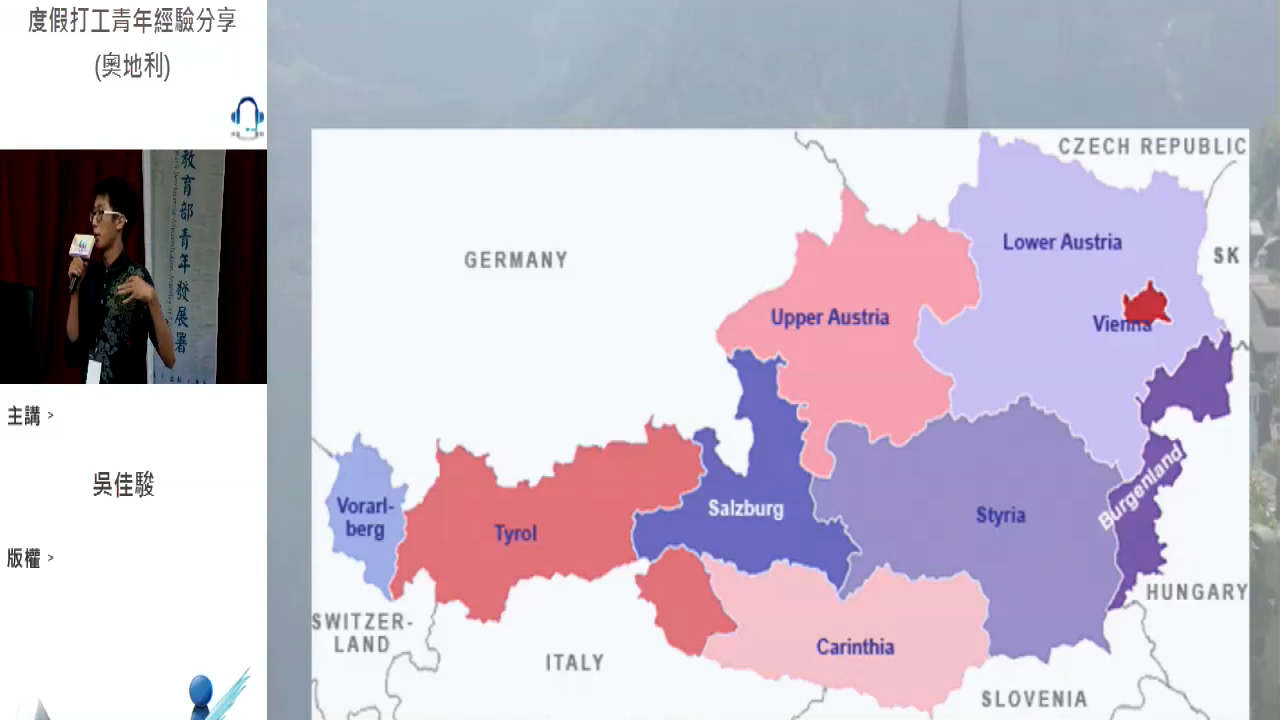 度假打工青年經驗分享
(奧地利)
教育部青年發展署
主講 >
吳佳駿
版權 >
CZECH REPUBLIC
GERMANY
Lower Austria
SK
Upper Austria
Vienna
Burgenland
Vorarl-
berg
Tyrol
Salzburg
Styria
HUNGARY
SWITZER-
LAND
ITALY
Carinthia
SLOVENIA